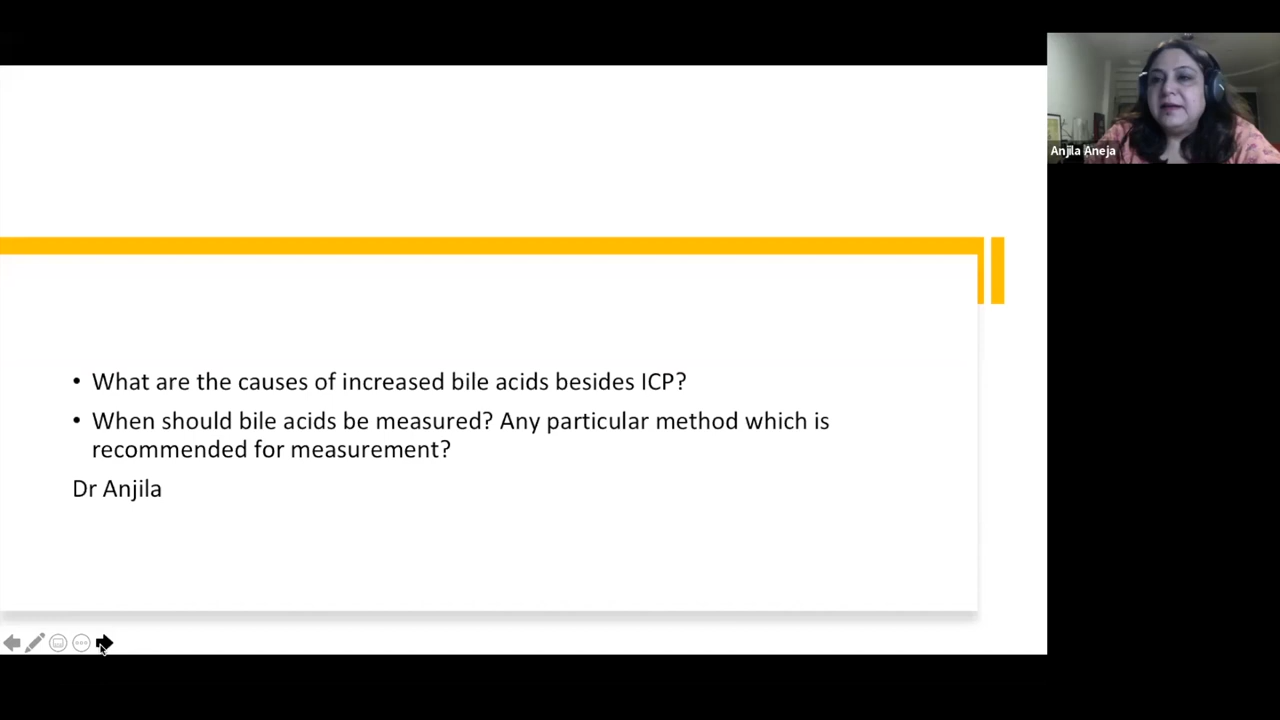 Anjila Aneja
• What are the causes of increased bile acids besides ICP?
• When should bile acids be measured? Any particular method which is
recommended for measurement?
Dr Anjila